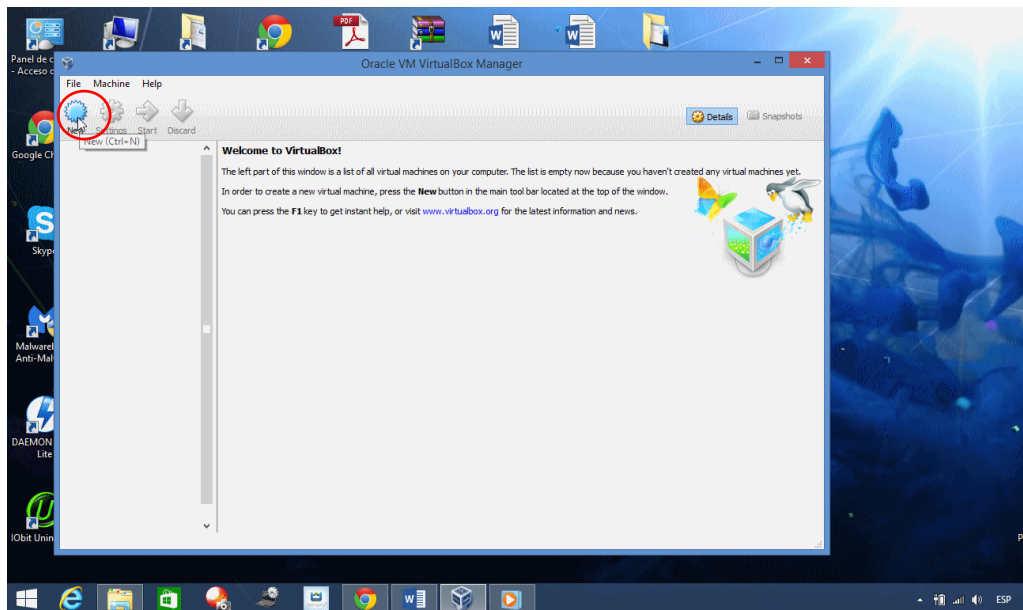 PDF
Panel de c
- Acceso c
Oracle VM VirtualBox Manager
File Machine Help
New Settings Start Discard
Details Snapshots
New (Ctrl+N)
Google Ch
Welcome to VirtualBox!
The left part of this window is a list of all virtual machines on your computer. The list is empty now because you haven't created any virtual machines yet.
In order to create a new virtual machine, press the New button in the main tool bar located at the top of the window.
You can press the F1 key to get instant help, or visit www.virtualbox.org for the latest information and news.
Skyp
Malwarel
Anti-Mal
DAEMON
Lite
IObit Unin
P
ESP